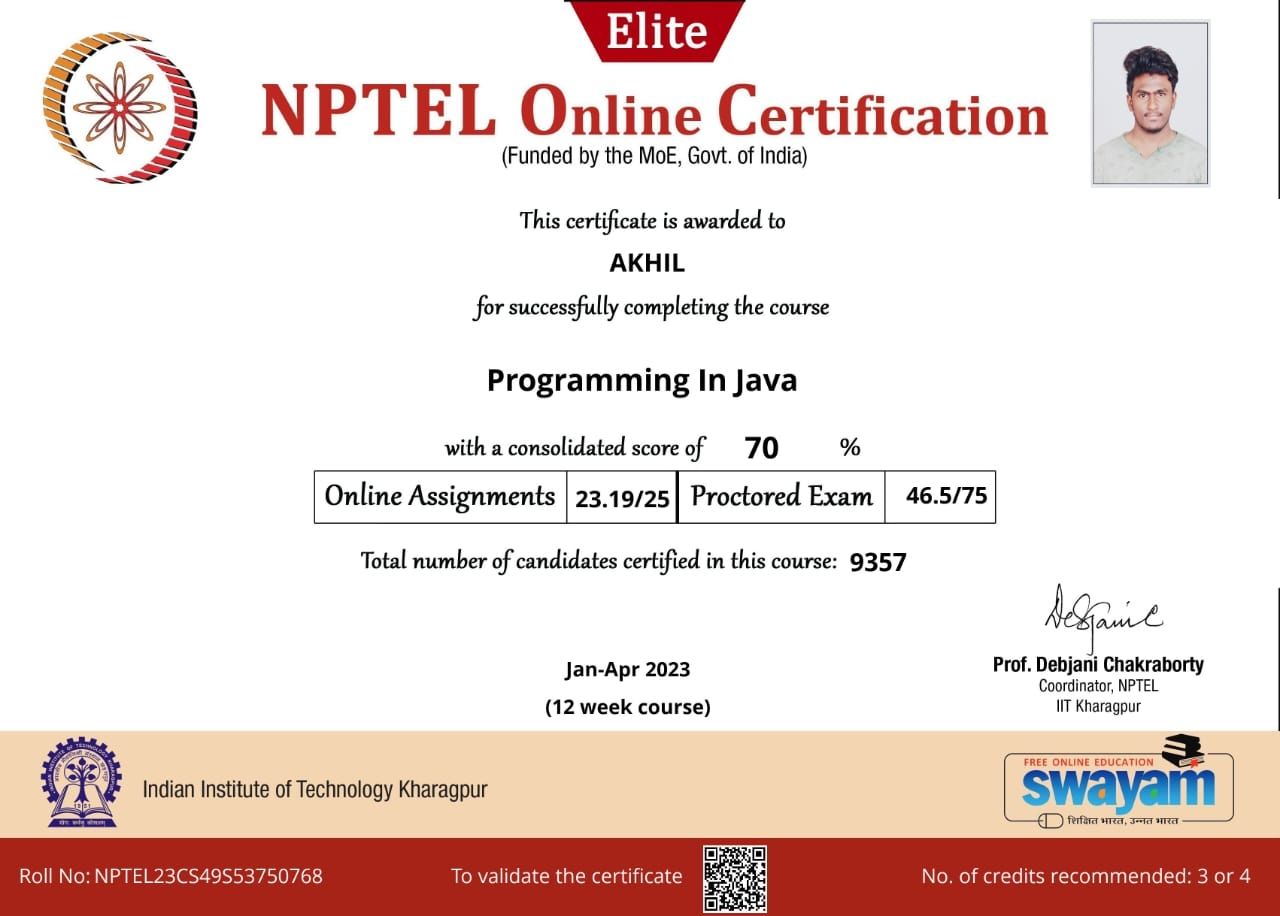 Elite
NPTEL Online Certification
(Funded by the MoE, Govt. of India)
This certificate is awarded to
AKHIL
for successfully completing the course
Programming In Java
with a consolidated score of 70 %
Online Assignments 23.19/25 Proctored Exam 46.5/75
Total number of candidates certified in this course: 9357
Jan-Apr 2023
(12 week course)
Prof. Debjani Chakraborty
Coordinator, NPTEL
IIT Kharagpur
Indian Institute of Technology Kharagpur
FREE ONLINE EDUCATION
swayam
शिक्षित भारत, उन्नत भारत
Roll No: NPTEL23CS49S53750768 To validate the certificate No. of credits recommended: 3 or 4